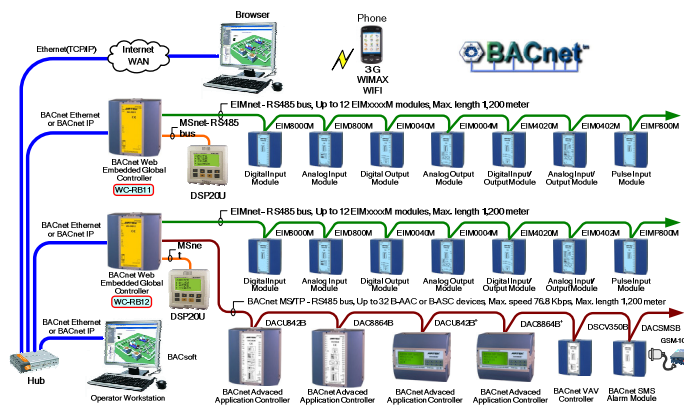 Browser
Phone
Ethernet(TCP/IP)
Internet
WAN
3G
WIMAX
WIFI
BACnet™
BACnet Ethernet
or BACnet IP
MSnet-RS485
bus
EIMnet-RS485 bus, Up to 12 EIMxxxxM modules, Max. length 1,200 meter
EIM8000M
EIM0800M
EIM0040M
EIM0004M
EIM4020M
EIM0402M
EIMF800M
BACnet Web
Embedded Global
Controller
WC-RB11
DSP20U
Digital Input
Module
Analog Input
Module
Digital Output
Module
Analog Output
Module
Digital Input/
Output Module
Analog Input/
Output Module
Pulse Input
Module
BACnet Ethernet
or BACnet IP
MSne
t
EIMnet-RS485 bus, Up to 12 EIMxxxxM modules, Max. length 1,200 meter
EIM8000M
EIM0800M
EIM0040M
EIM0004M
EIM4020M
EIM0402M
EIMF800M
BACnet Web
Embedded Global
Controller
WC-RB12
DSP20U
Digital Input
Module
Analog Input
Module
Digital Output
Module
Analog Output
Module
Digital Input/
Output Module
Analog Input/
Output Module
Pulse Input
Module
BACnet MS/TP - RS485 bus, Up to 32 B-AAC or B-ASC devices, Max. speed 76.8 Kbps, Max. length 1,200 meter
BACnet Ethernet
or BACnet IP
BACsoft
Hub
Operator Workstation
DACU842B
DAC8864B
DACU842B*
DAC8864B*
DSCV350B
DACSMSB
GSM-10
BACnet Advaced
Application Controller
BACnet Advaced
Application Controller
BACnet Advaced
Application Controller
BACnet Advaced
Application Controller
BACnet VAV
Controller
BACnet SMS
Alarm Module